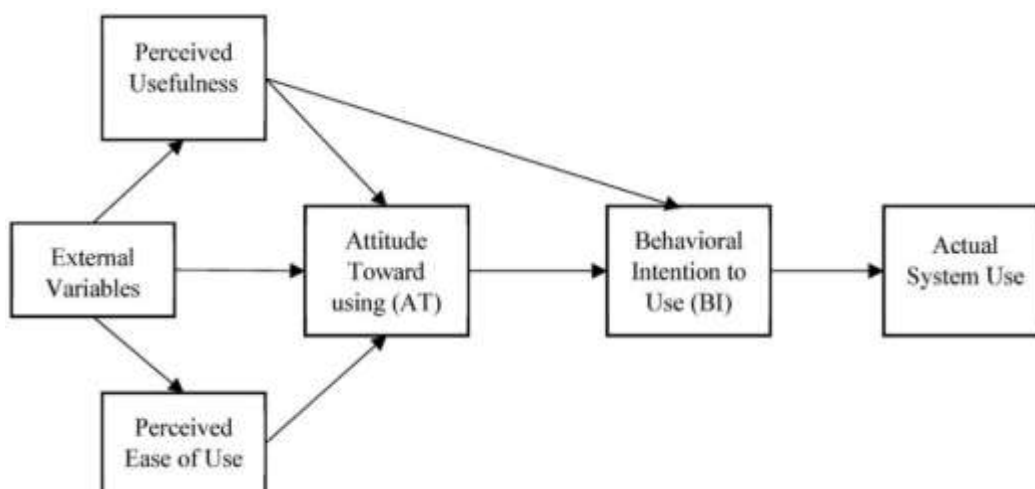 Perceived
Usefulness
External
Variables
Attitude
Toward
using (AT)
Behavioral
Intention to
Use (BI)
Actual
System Use
Perceived
Ease of Use